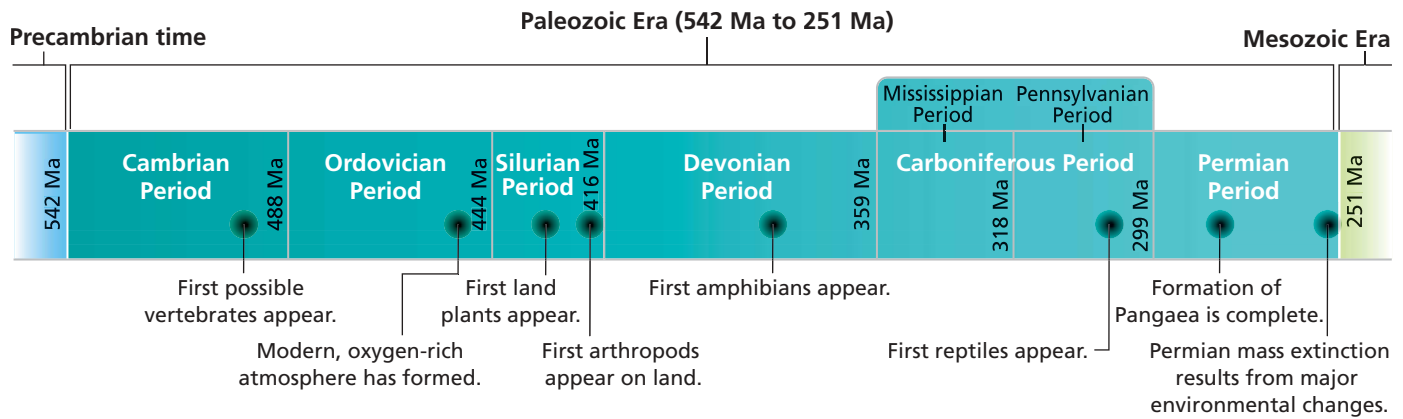 Paleozoic Era (542 Ma to 251 Ma)
Precambrian time
Mesozoic Era
Mississippian
Period
Pennsylvanian
Period
542 Ma
Cambrian
Period
488 Ma
Ordovician
Period
444 Ma
Silurian
Period
416 Ma
Devonian
Period
359 Ma
Carboniferous Period
318 Ma
299 Ma
Permian
Period
251 Ma
First possible
vertebrates appear.
Modern, oxygen-rich
atmosphere has formed.
First land
plants appear.
First arthropods
appear on land.
First amphibians appear.
First reptiles appear.
Formation of
Pangaea is complete.
Permian mass extinction
results from major
environmental changes.